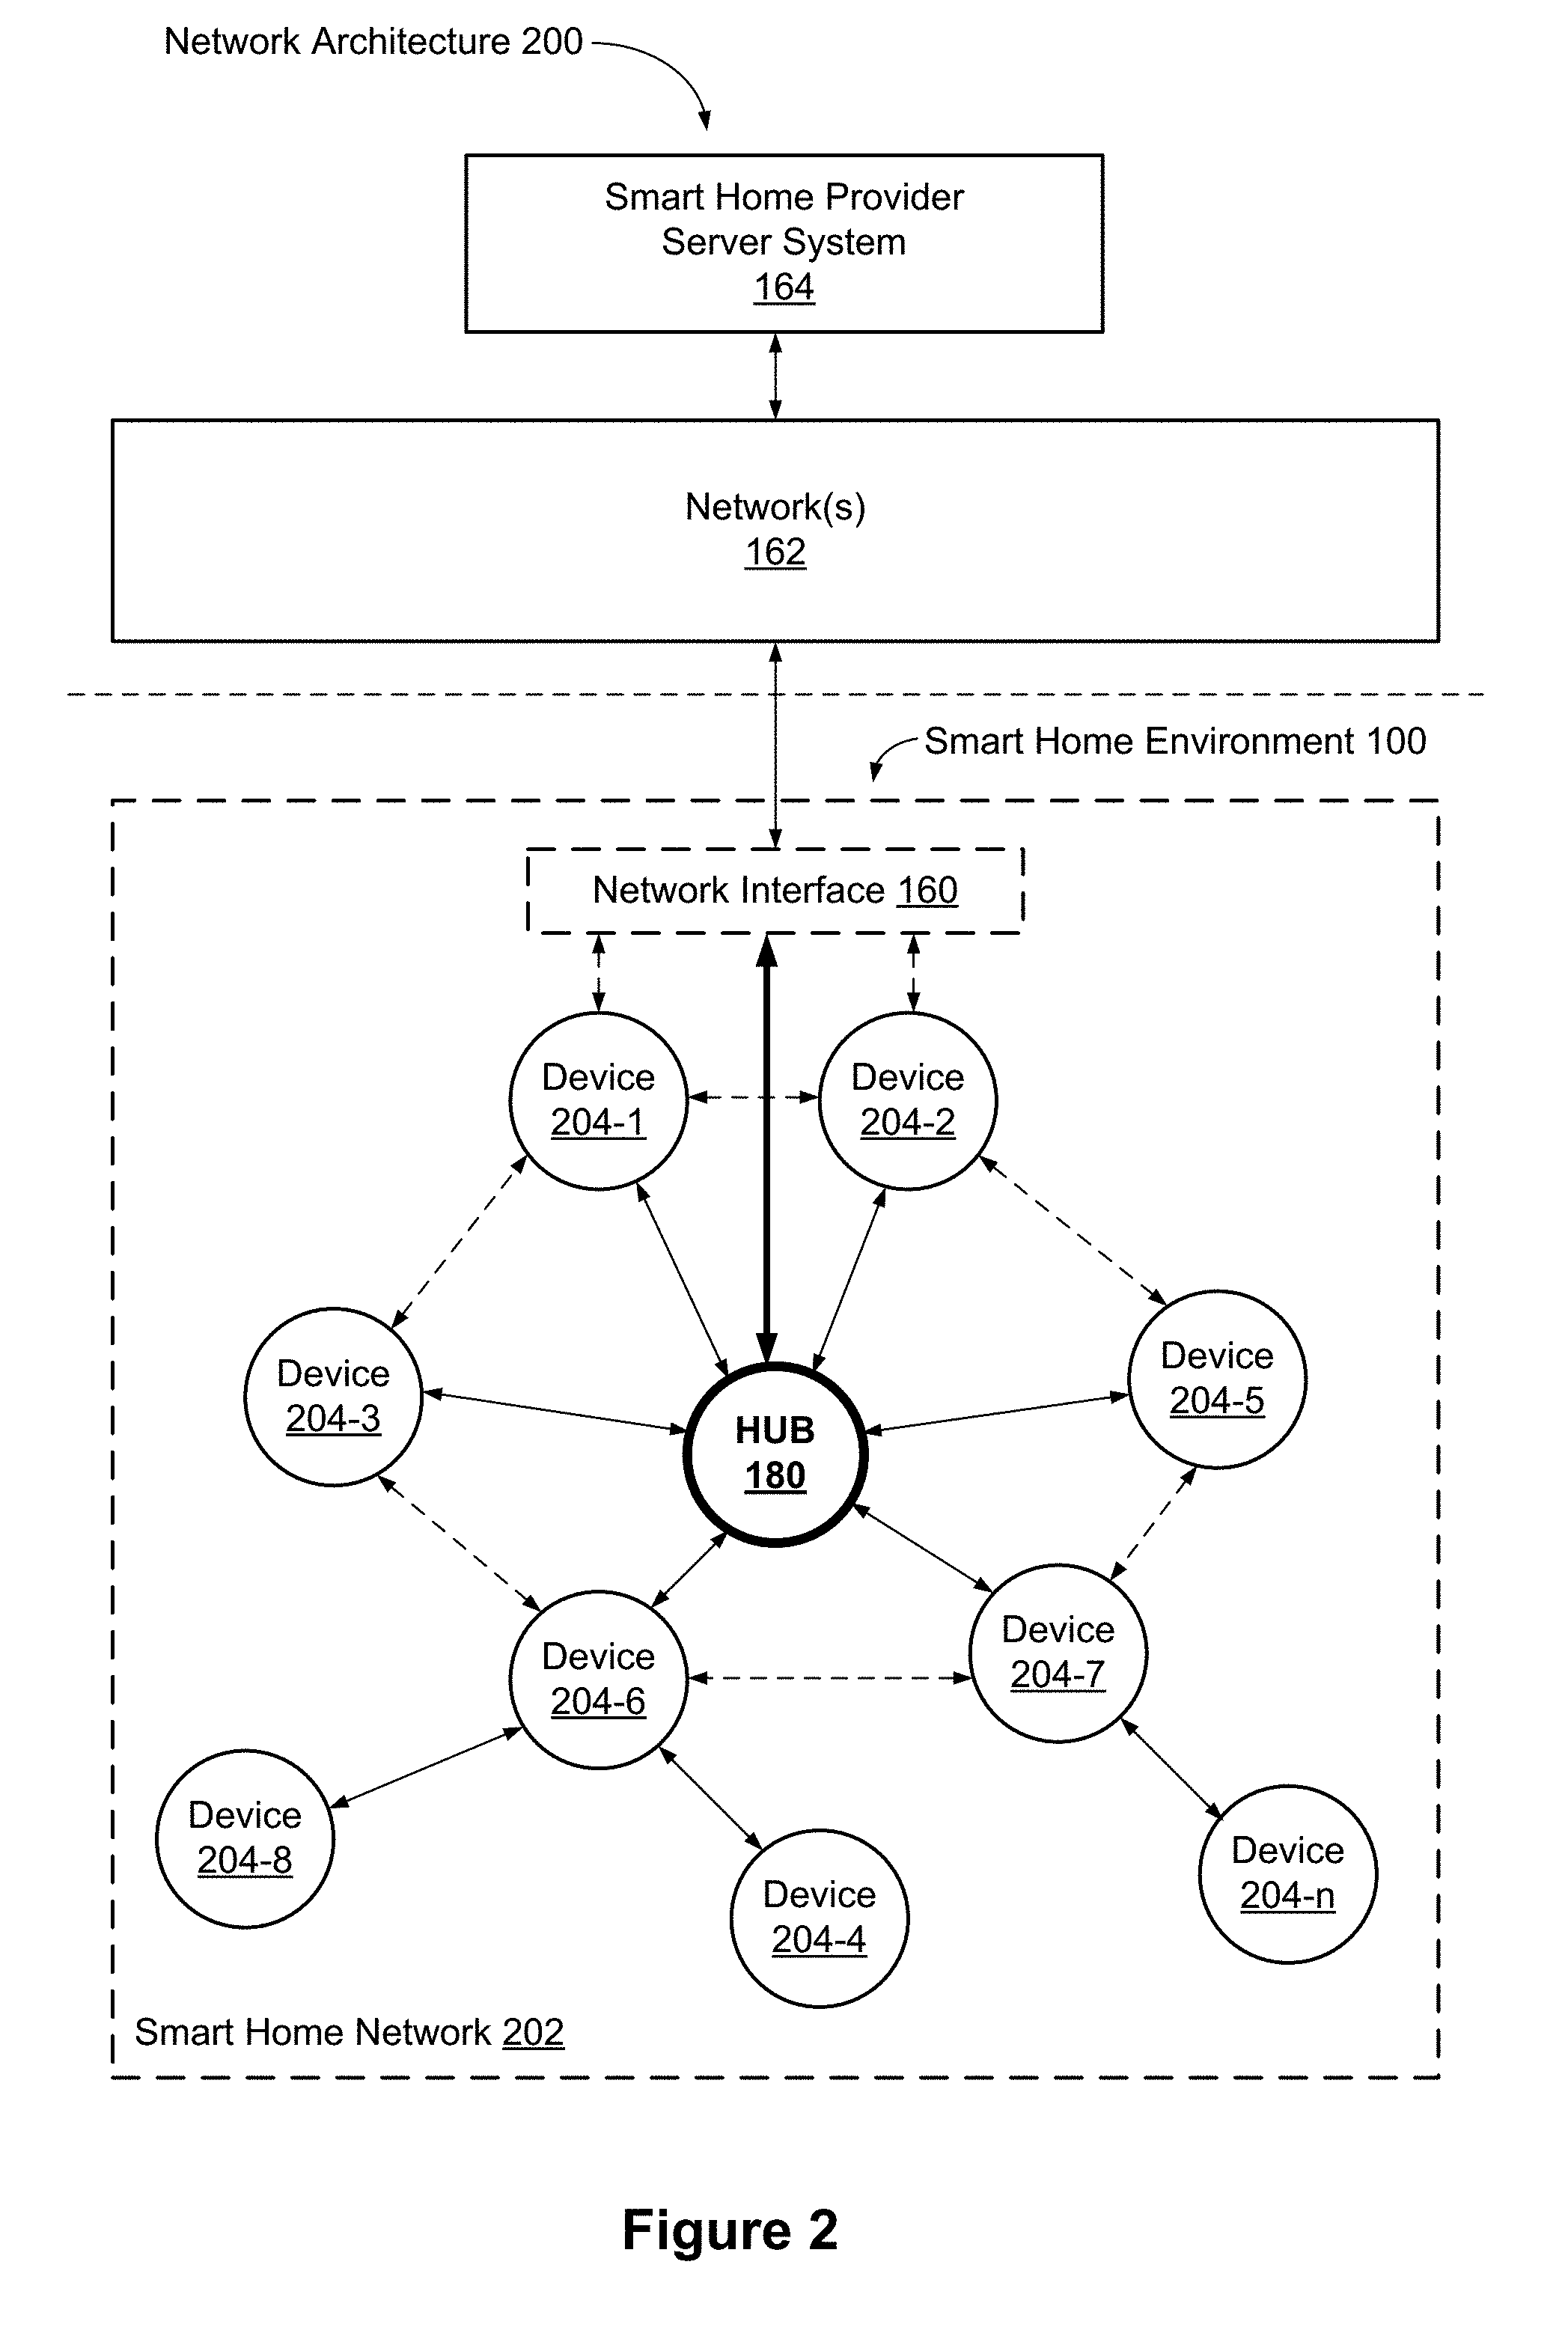 Network Architecture 200
Smart Home Provider
Server System
164
Network(s)
162
Smart Home Environment 100
Network Interface 160
Device
204-1
Device
204-2
Device
204-3
Device
204-5
HUB
180
Device
204-6
Device
204-7
Device
204-8
Device
204-4
Device
204-n
Smart Home Network 202
Figure 2